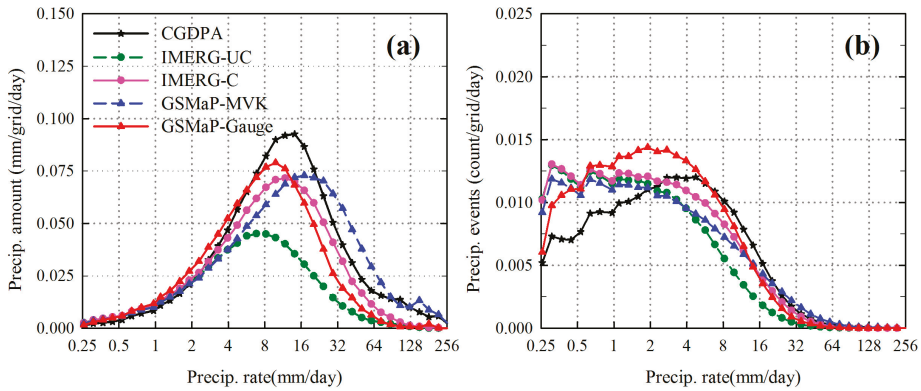 Precip. amount (mm/grid/day)
0.150
0.125
0.100
0.075
0.050
0.025
0.000
CGDPA
IMERG-UC
IMERG-C
GSMaP-MVK
GSMaP-Gauge
(a)
0.25 0.5 1 2 4 8 16 32 64 128 256
Precip. rate(mm/day)
Precip. events (count/grid/day)
0.025
0.020
0.015
0.010
0.005
0.000
(b)
0.25 0.5 1 2 4 8 16 32 64 128 256
Precip. rate(mm/day)